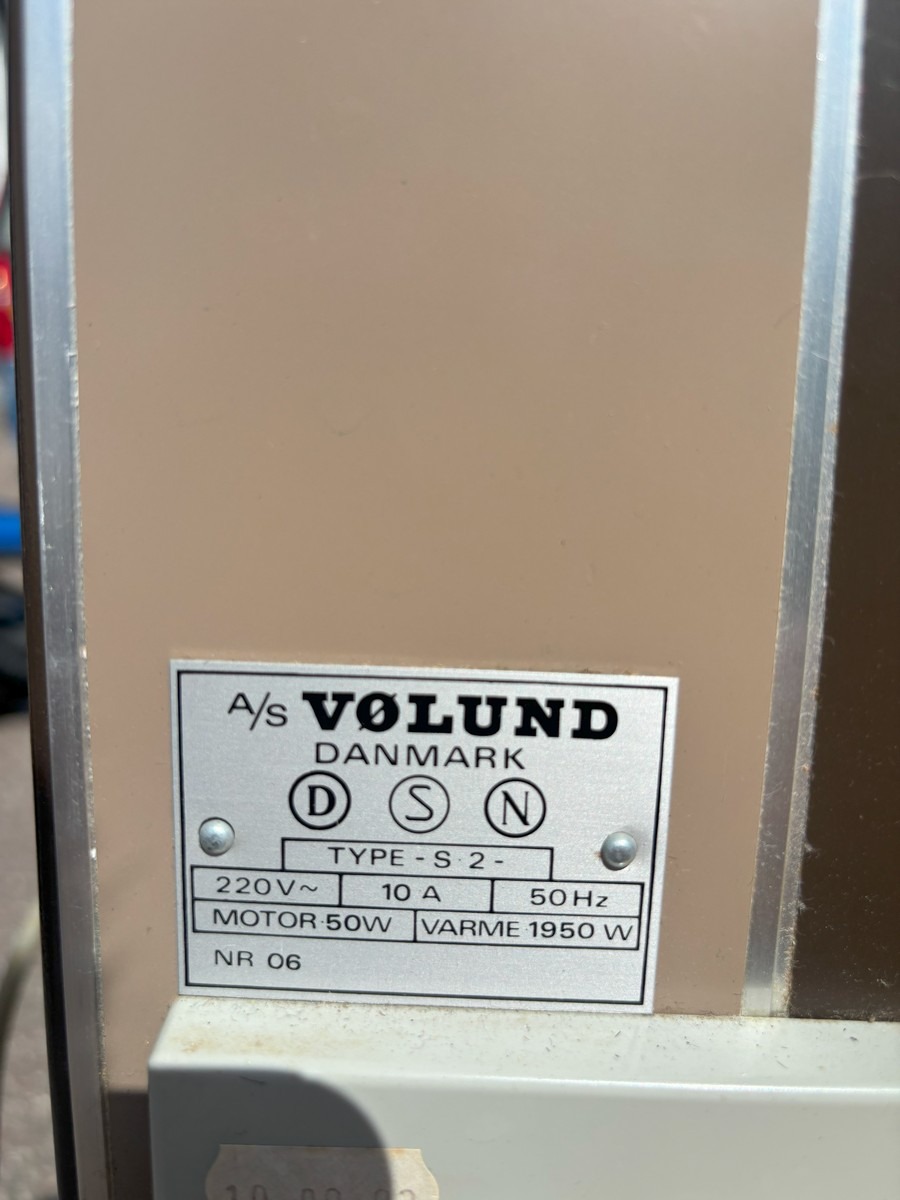 A/S VØLUND
DANMARK
D S N
TYPE - S · 2 -
220V~ 10 A 50Hz
MOTOR·50W VARME·1950 W
NR 06